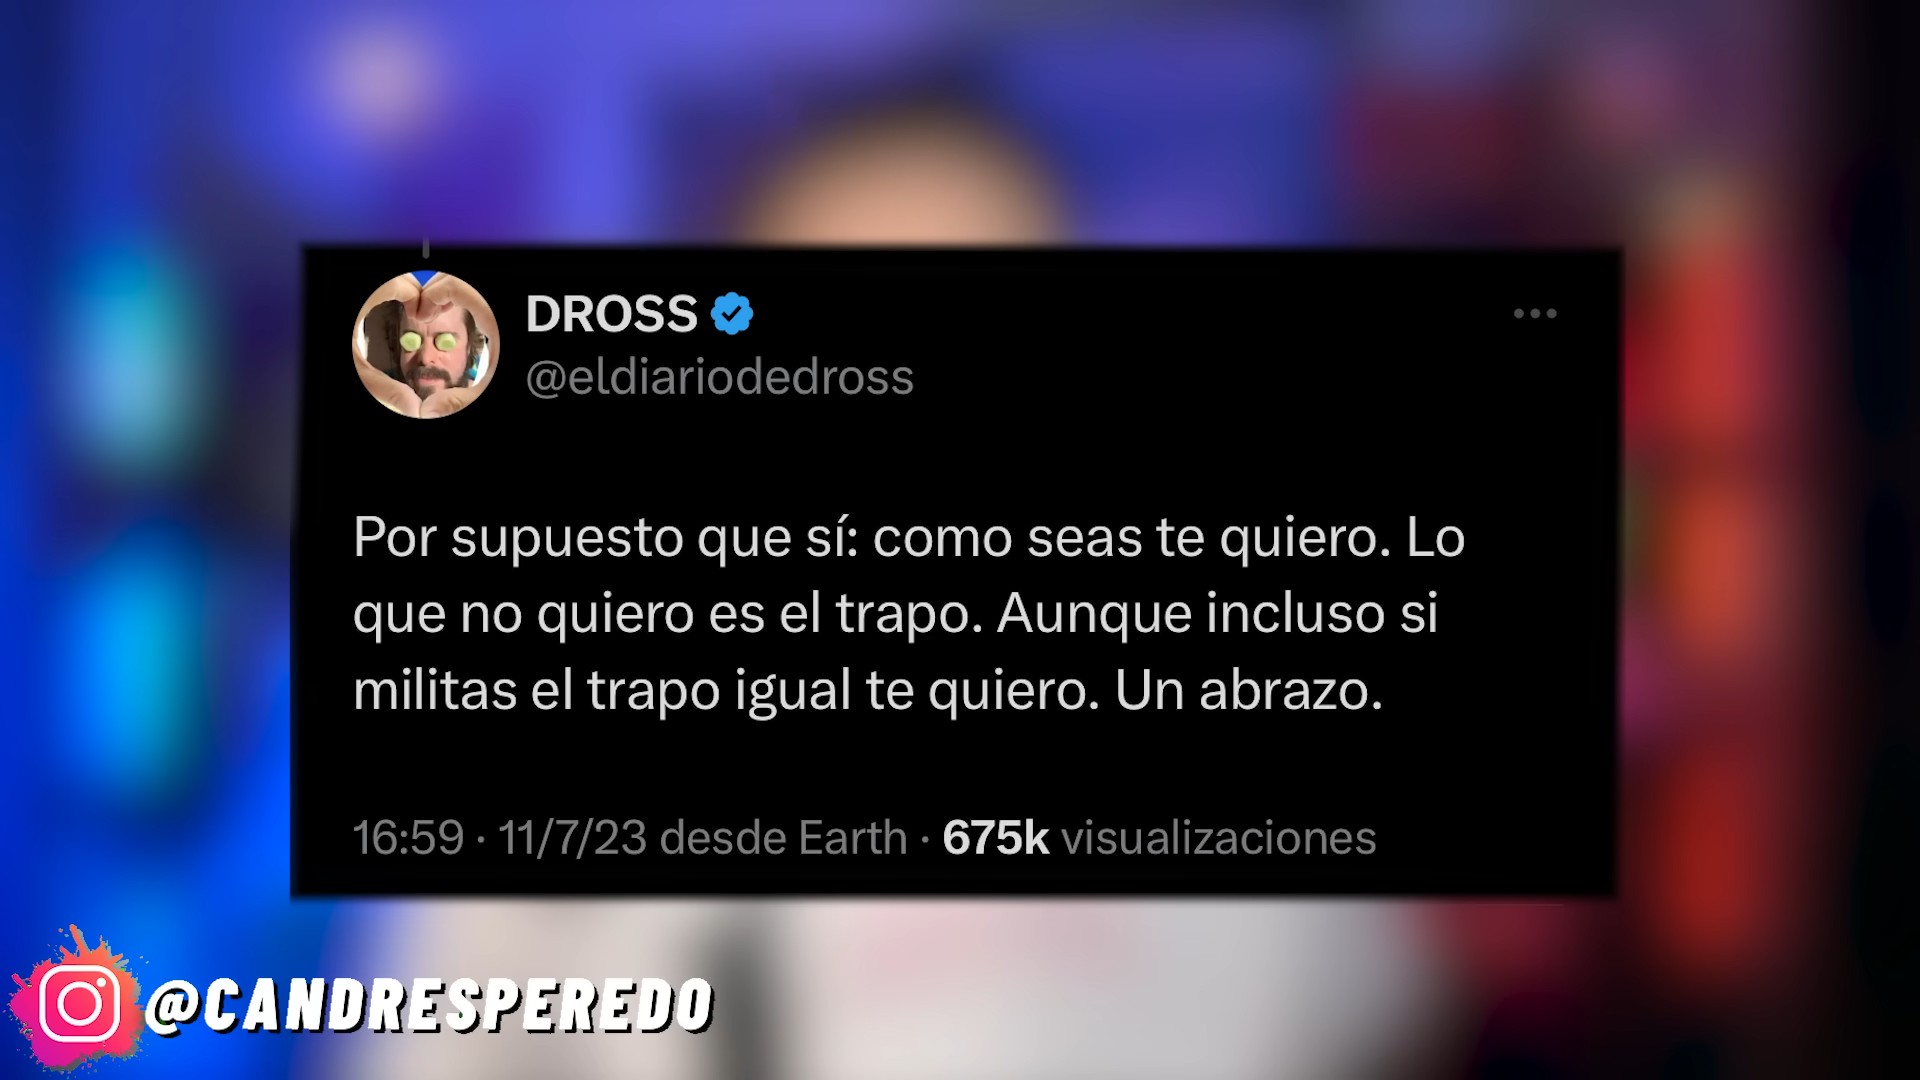 DROSS
@eldiariodedross
Por supuesto que sí: como seas te quiero. Lo
que no quiero es el trapo. Aunque incluso si
militas el trapo igual te quiero. Un abrazo.
16:59 · 11/7/23 desde Earth · 675k visualizaciones
@CANDRESPEREDO